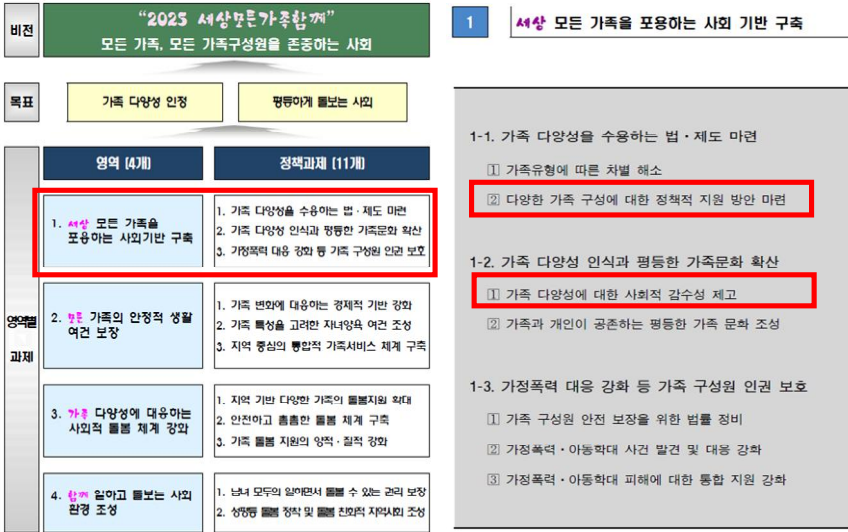 비전
“2025 세상모든가족함께”
모든 가족, 모든 가족구성원을 존중하는 사회
목표
가족 다양성 인정
평등하게 돌보는 사회
영역별
과제
영역 (4개)
정책과제 (11개)
1. 세상 모든 가족을
포용하는 사회기반 구축
1. 가족 다양성을 수용하는 법·제도 마련
2. 가족 다양성 인식과 평등한 가족문화 확산
3. 가정폭력 대응 강화 등 가족 구성원 인권 보호
2. 모든 가족의 안정적 생활
여건 보장
1. 가족 변화에 대응하는 경제적 기반 강화
2. 가족 특성을 고려한 자녀양육 여건 조성
3. 지역 중심의 통합적 가족서비스 체계 구축
3. 가족 다양성에 대응하는
사회적 돌봄 체계 강화
1. 지역 기반 다양한 가족의 돌봄지원 확대
2. 안전하고 촘촘한 돌봄 체계 구축
3. 가족 돌봄 지원의 양적·질적 강화
4. 함께 일하고 돌보는 사회
환경 조성
1. 남녀 모두의 일하면서 돌볼 수 있는 권리 보장
2. 성평등 돌봄 정착 및 돌봄 친화적 지역사회 조성
1
세상 모든 가족을 포용하는 사회 기반 구축
1-1. 가족 다양성을 수용하는 법·제도 마련
1 가족유형에 따른 차별 해소
2 다양한 가족 구성에 대한 정책적 지원 방안 마련
1-2. 가족 다양성 인식과 평등한 가족문화 확산
1 가족 다양성에 대한 사회적 감수성 제고
2 가족과 개인이 공존하는 평등한 가족 문화 조성
1-3. 가정폭력 대응 강화 등 가족 구성원 인권 보호
1 가족 구성원 안전 보장을 위한 법률 정비
2 가정폭력·아동학대 사건 발견 및 대응 강화
3 가정폭력·아동학대 피해에 대한 통합 지원 강화